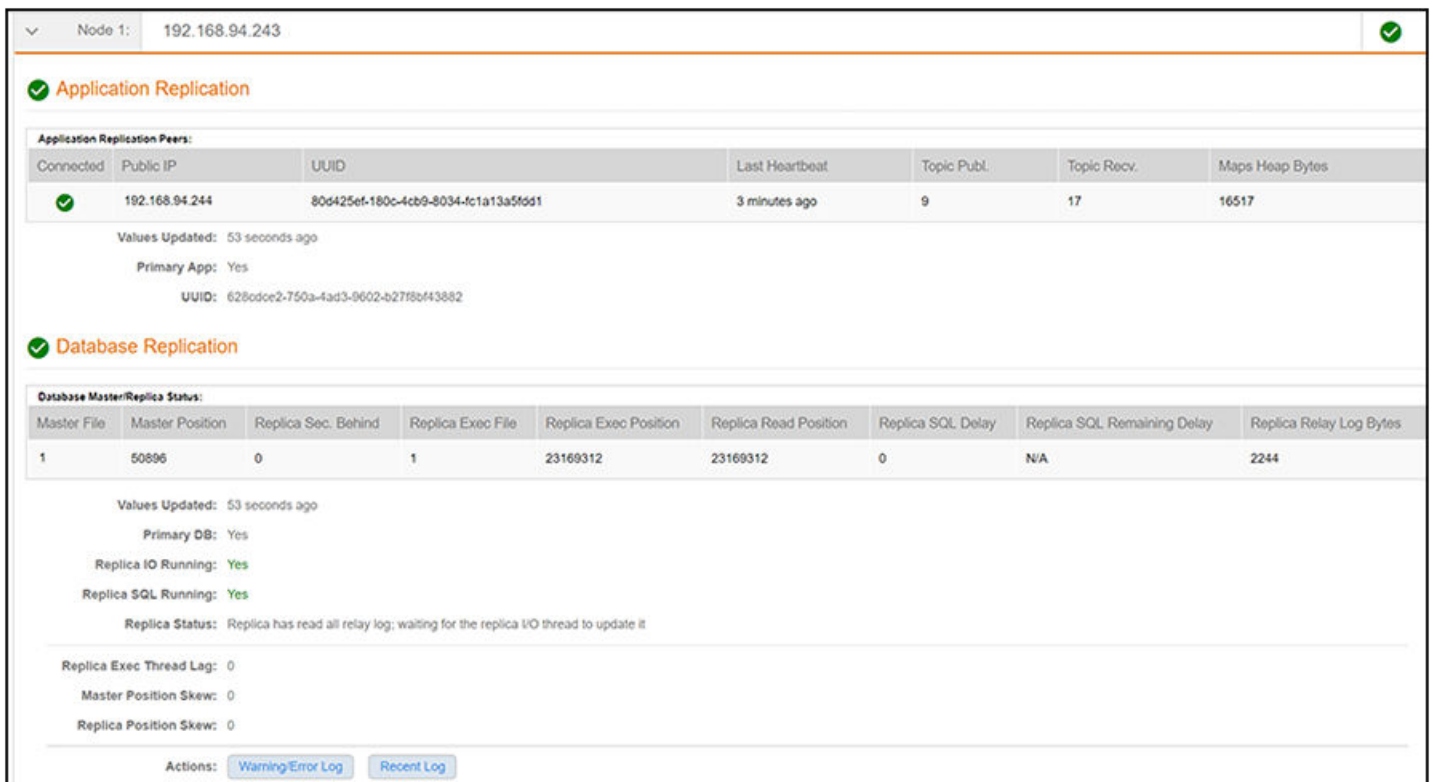 Node 1: 192.168.94.243
Application Replication
Application Replication Peers:
Connected Public IP UUID Last Heartbeat Topic Publ. Topic Recv. Maps Heap Bytes
192.168.94.244 80d425ef-180c-4cb9-8034-fc1a13a5fdd1 3 minutes ago 9 17 16517
Values Updated: 53 seconds ago
Primary App: Yes
UUID: 628cdce2-750a-4ad3-9602-b27f8bf43882
Database Replication
Database Master/Replica Status:
Master File Master Position Replica Sec. Behind Replica Exec File Replica Exec Position Replica Read Position Replica SQL Delay Replica SQL Remaining Delay Replica Relay Log Bytes
1 50896 0 1 23169312 23169312 0 N/A 2244
Values Updated: 53 seconds ago
Primary DB: Yes
Replica IO Running: Yes
Replica SQL Running: Yes
Replica Status: Replica has read all relay log; waiting for the replica I/O thread to update it
Replica Exec Thread Lag: 0
Master Position Skew: 0
Replica Position Skew: 0
Actions: Warning/Error Log Recent Log